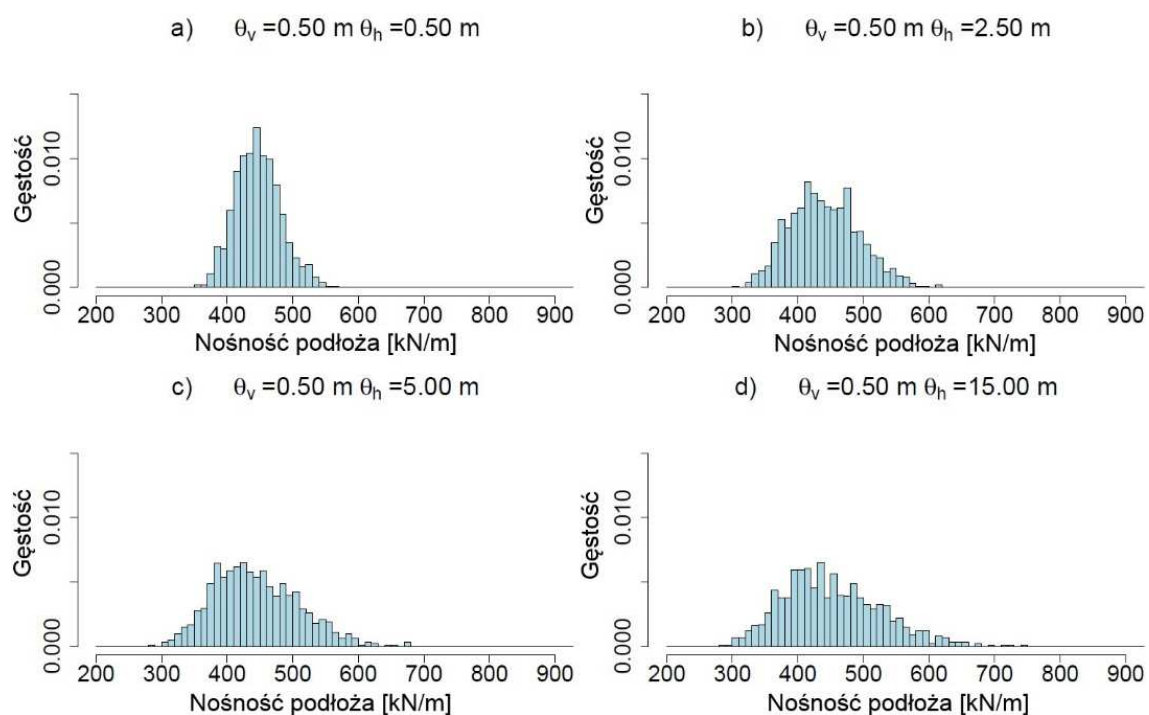 a) θv =0.50 m θh =0.50 m
b) θv =0.50 m θh =2.50 m
Gęstość
0.010
0.000
200 300 400 500 600 700 800 900
Nośność podłoża [kN/m]
Gęstość
0.010
0.000
200 300 400 500 600 700 800 900
Nośność podłoża [kN/m]
c) θv =0.50 m θh =5.00 m
d) θv =0.50 m θh =15.00 m
Gęstość
0.010
0.000
200 300 400 500 600 700 800 900
Nośność podłoża [kN/m]
Gęstość
0.010
0.000
200 300 400 500 600 700 800 900
Nośność podłoża [kN/m]